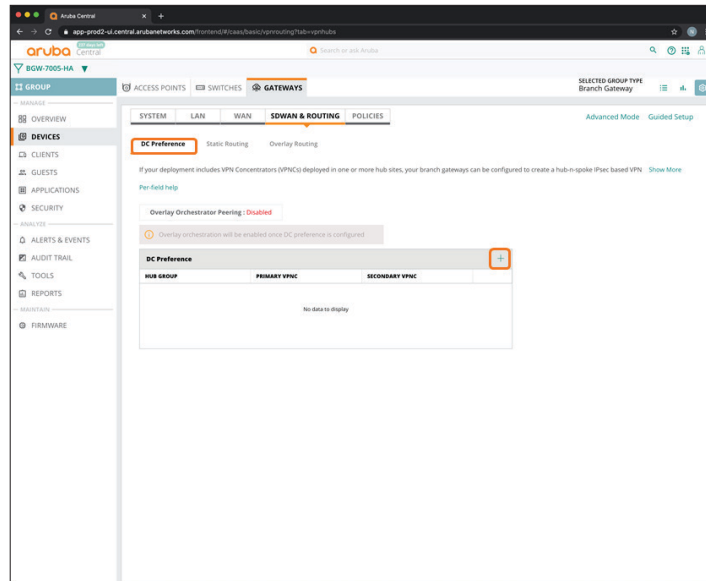 Aruba Central
app-prod2-ui.central.arubanetworks.com/frontend/#/caas/basic/vpnrouting?tab=vpnhubs
aruba Central
Search or ask Aruba
BGW-7005-HA
GROUP
ACCESS POINTS SWITCHES GATEWAYS
SELECTED GROUP TYPE
Branch Gateway
MANAGE
OVERVIEW
DEVICES
CLIENTS
GUESTS
APPLICATIONS
SECURITY
ANALYZE
ALERTS & EVENTS
AUDIT TRAIL
TOOLS
REPORTS
MAINTAIN
FIRMWARE
SYSTEM LAN WAN SDWAN & ROUTING POLICIES
Advanced Mode Guided Setup
DC Preference Static Routing Overlay Routing
If your deployment includes VPN Concentrators (VPNCs) deployed in one or more hub sites, your branch gateways can be configured to create a hub-n-spoke IPsec based VPN Show More
Per-field help
Overlay Orchestrator Peering : Disabled
Overlay orchestration will be enabled once DC preference is configured
DC Preference
HUB GROUP PRIMARY VPNC SECONDARY VPNC
No data to display